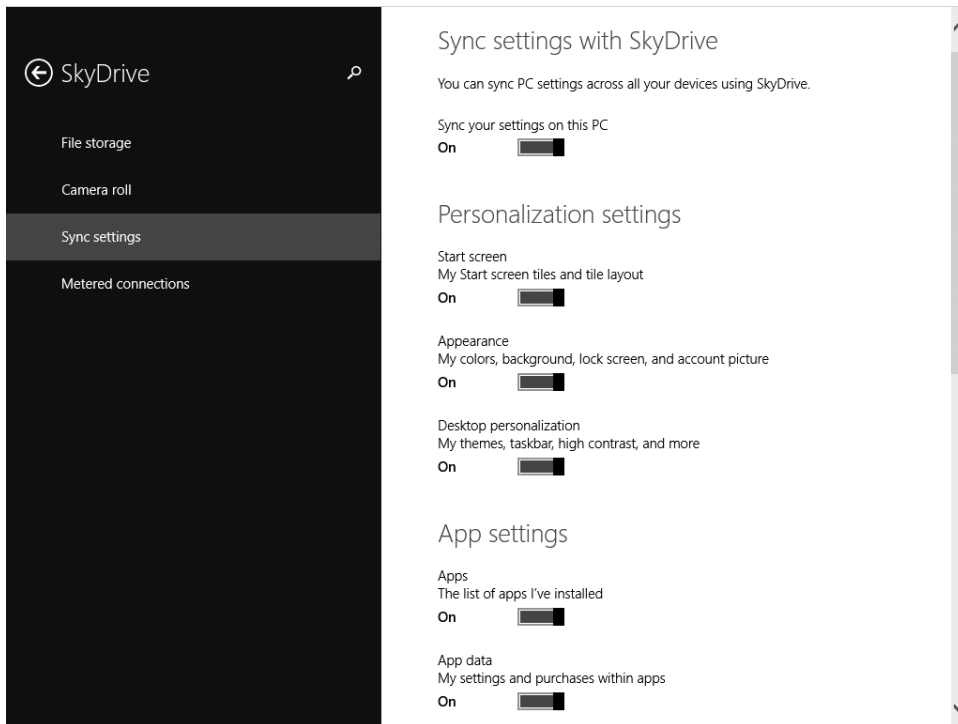 SkyDrive
File storage
Camera roll
Sync settings
Metered connections
Sync settings with SkyDrive
You can sync PC settings across all your devices using SkyDrive.
Sync your settings on this PC
On
Personalization settings
Start screen
My Start screen tiles and tile layout
On
Appearance
My colors, background, lock screen, and account picture
On
Desktop personalization
My themes, taskbar, high contrast, and more
On
App settings
Apps
The list of apps I've installed
On
App data
My settings and purchases within apps
On